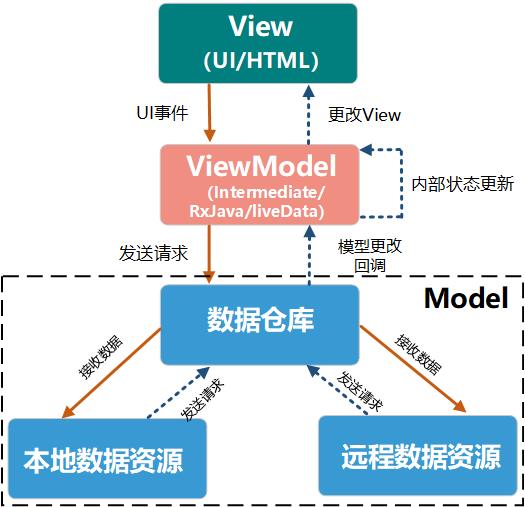 View
(UI/HTML)
UI事件
更改View
ViewModel
(Intermediate/
RxJava/liveData)
内部状态更新
发送请求
模型更改
回调
Model
数据仓库
接收数据
接收数据
发送请求
发送请求
本地数据资源
远程数据资源